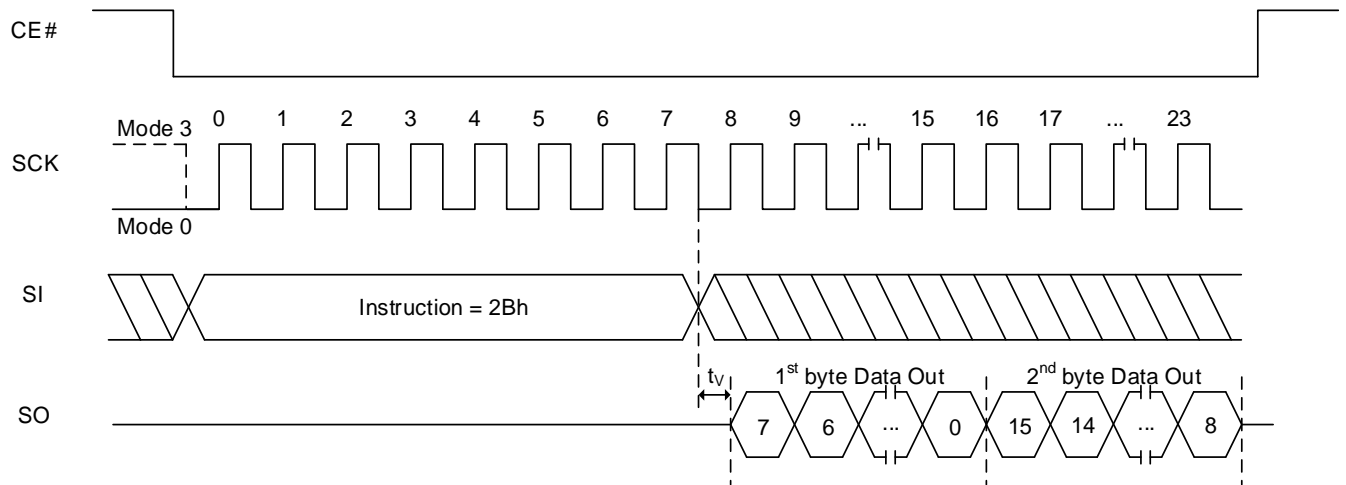 CE#
0 1 2 3 4 5 6 7 8 9 ... 15 16 17 ... 23
Mode 3
SCK
Mode 0
SI
Instruction = 2Bh
tV
1st byte Data Out
2nd byte Data Out
SO
7 6 ... 0 15 14 ... 8